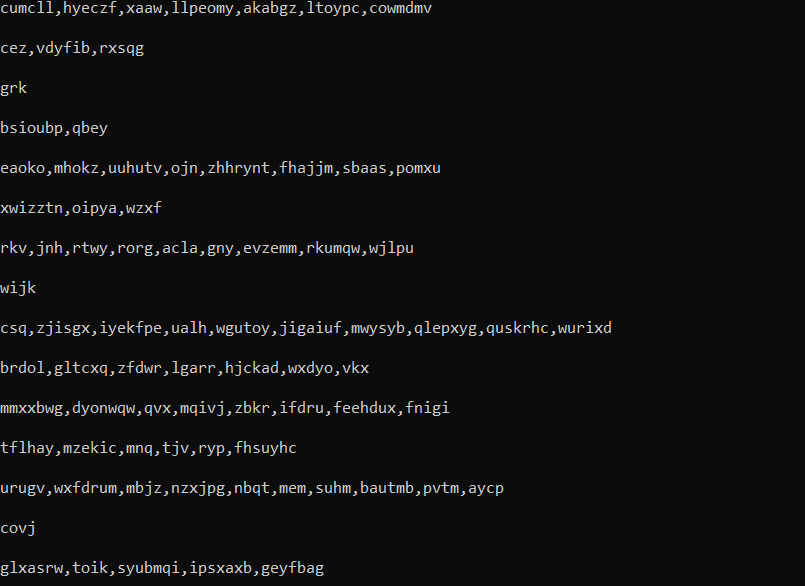 cumcll,hyeczf,xaaw,llpeomy,akabgz,ltoypc,cowmdmv
cez,vdyfib,rxsqg
grk
bsioubp,qbey
eaoko,mhokz,uuhutv,ojn,zhhrynt,fhajjm,sbaas,pomxu
xwizztn,oipya,wzxf
rkv,jnh,rtwy,rorg,acla,gny,evzemm,rkumqw,wjlpu
wijk
csq,zjisgx,iyekfpe,ualh,wgutoy,jigaiuf,mwysyb,qlepxyg,quskrhc,wurixd
brdol,gltcxq,zfdwr,lgarr,hjckad,wxdyo,vkx
mmxxbwg,dyonwqw,qvx,mqivj,zbkr,ifdru,feehdux,fnigi
tflhay,mzekic,mnq,tjv,ryp,fhsuyhc
urugv,wxfdrum,mbjz,nzxjpg,nbqt,mem,suhm,bautmb,pvtm,aycp
covj
glxasrw,toik,syubmqi,ipsxaxb,geyfbag